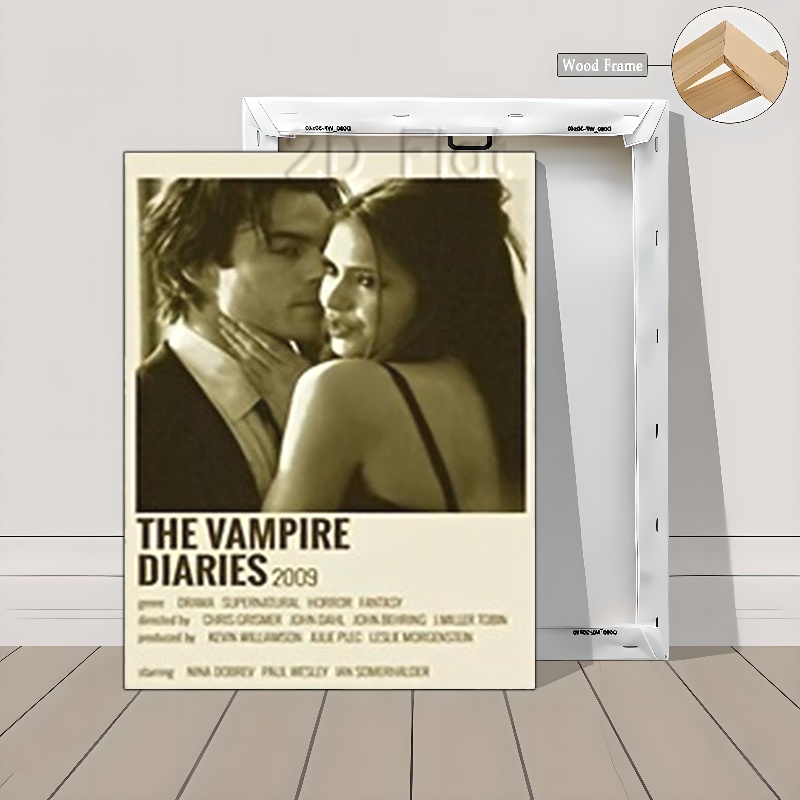 Wood Frame
2D Flat
THE VAMPIRE
DIARIES 2009
genre DRAMA SUPERNATURAL HORROR FANTASY
directed by CHRIS GRISMER JOHN DAHL JOHN BEHRING J.MILLER TOBIN
produced by KEVIN WILLIAMSON JULIE PLEC LESLIE MORGENSTEIN
starring NINA DOBREV PAUL WESLEY IAN SOMERHALDER